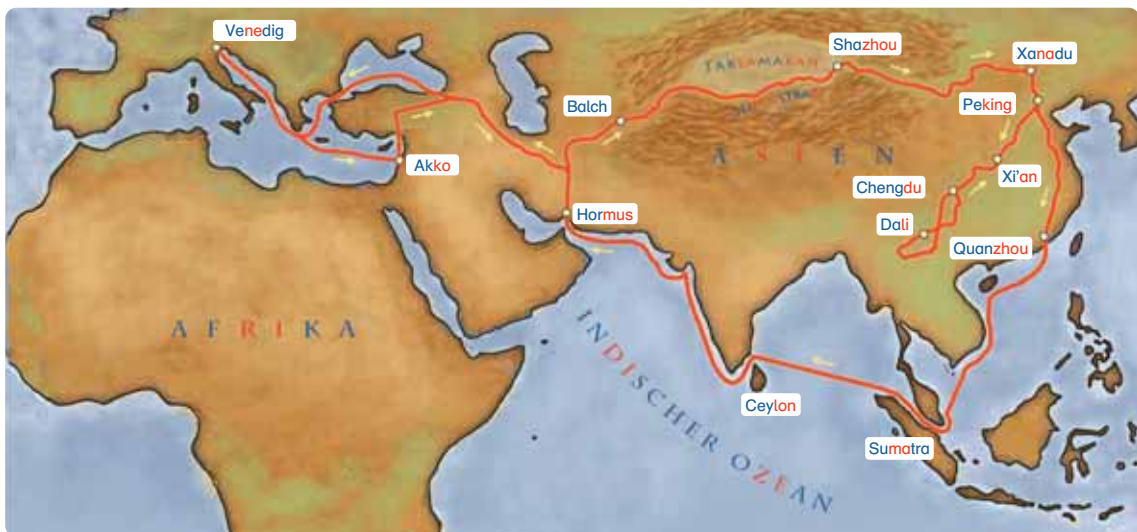 Venedig
Shazhou
Xanadu
TAKLAMAKAN
Balch
Peking
Akko
ASIEN
Xi'an
Chengdu
Hormus
Dali
Quanzhou
AFRIKA
INDISCHER OZEAN
Ceylon
Sumatra